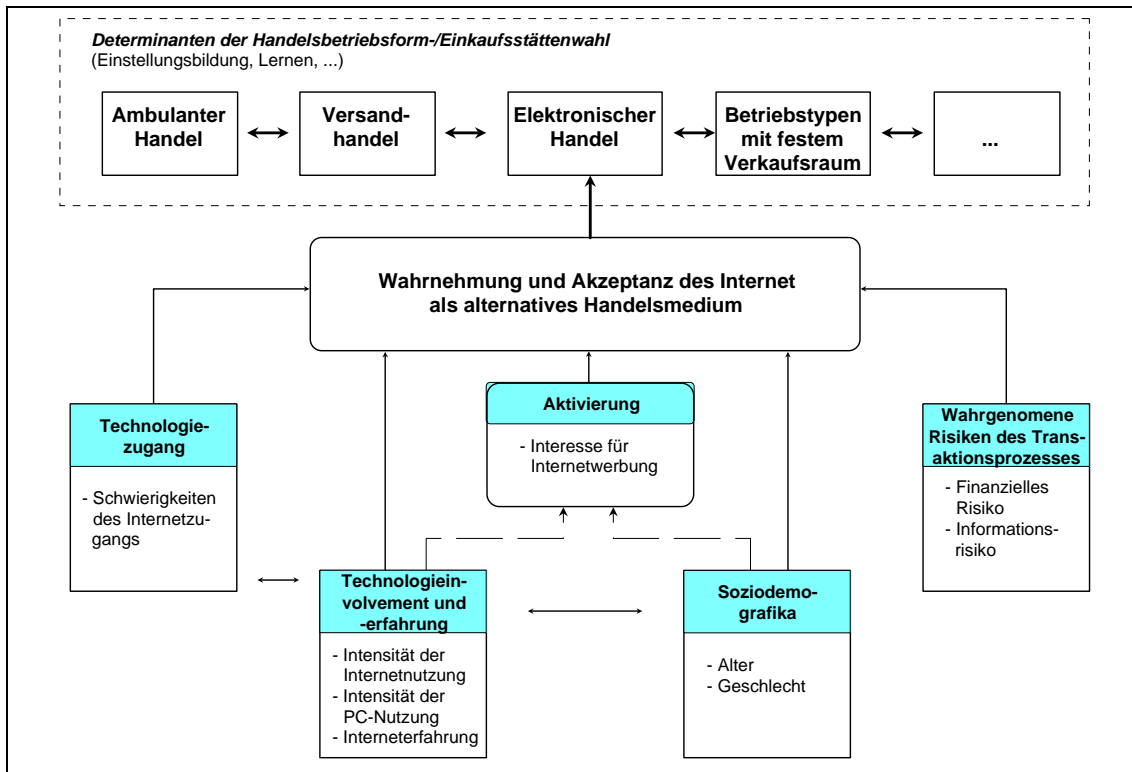 Determinanten der Handelsbetriebsform-/Einkaufsstättenwahl
(Einstellungsbildung, Lernen, ...)
Ambulanter
Handel
Versand-
handel
Elektronischer
Handel
Betriebstypen
mit festem
Verkaufsraum
...
Wahrnehmung und Akzeptanz des Internet
als alternatives Handelsmedium
Technologie-
zugang
- Schwierigkeiten
des Internetzu-
gangs
Aktivierung
- Interesse für
Internetwerbung
Wahrgenomene
Risiken des Trans-
aktionsprozesses
- Finanzielles
Risiko
- Informations-
risiko
Technologiein-
volvement und
-erfahrung
- Intensität der
Internetnutzung
- Intensität der
PC-Nutzung
- Interneterfahrung
Soziodemo-
grafika
- Alter
- Geschlecht